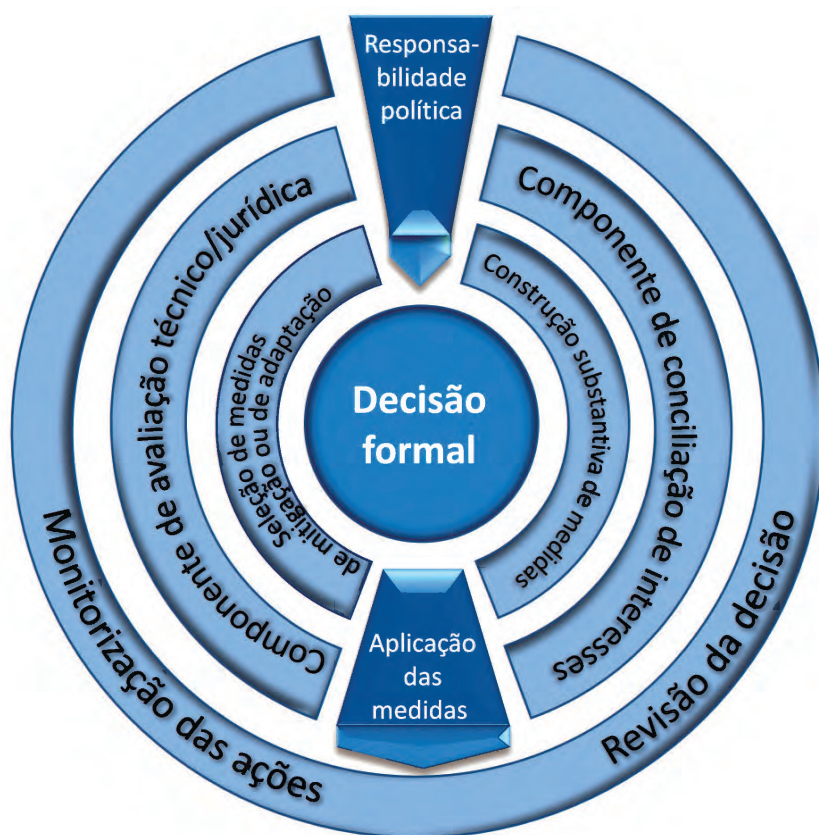 Responsa-
bilidade
política
Componente de avaliação técnico/jurídica
Componente de conciliação de interesses
Seleção de medidas
de mitigação ou de adaptação
Construção substantiva de medidas
Decisão
formal
Aplicação
das
medidas
Monitorização das ações
Revisão da decisão